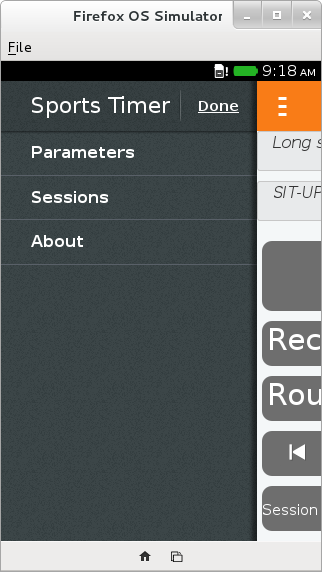 Firefox OS Simulator
File
9:18 AM
Sports Timer
Done
Parameters
Sessions
About
Long s
SIT-UP
Rec
Rou
Session